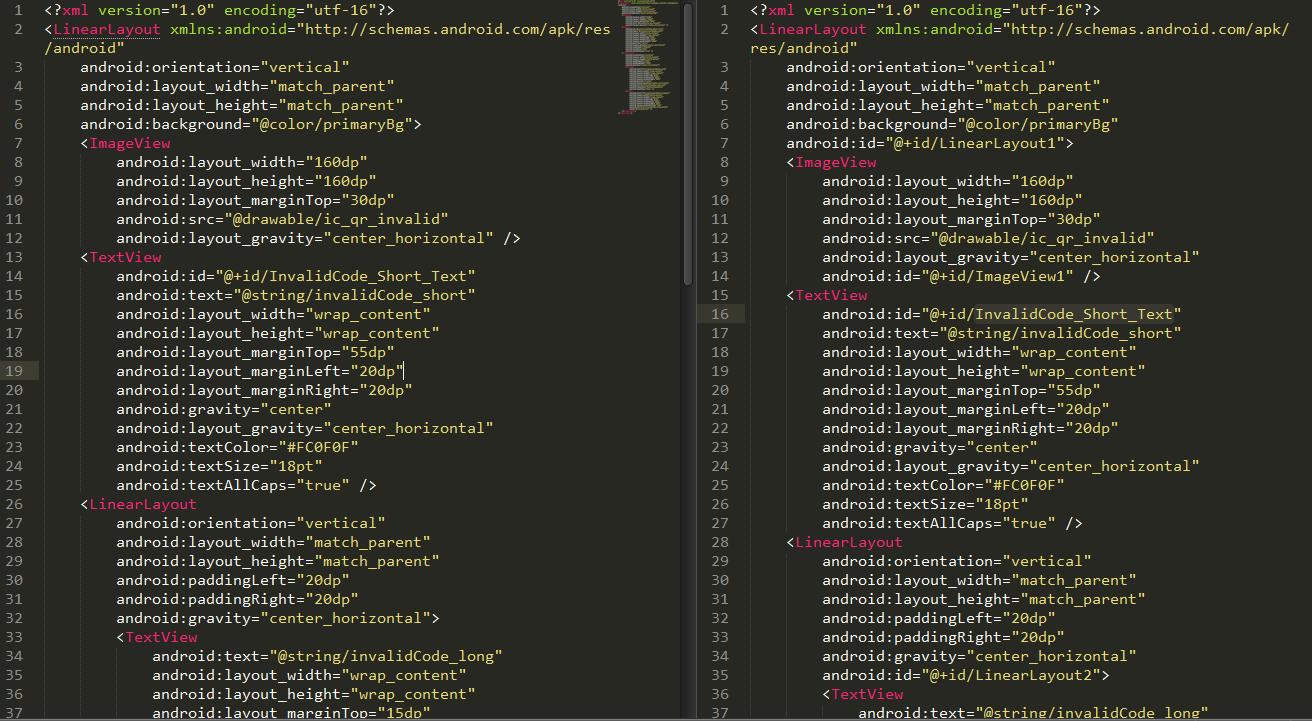 1 <?xml version="1.0" encoding="utf-16"?>
2 <LinearLayout xmlns:android="http://schemas.android.com/apk/res
/android"
3 android:orientation="vertical"
4 android:layout_width="match_parent"
5 android:layout_height="match_parent"
6 android:background="@color/primaryBg">
7 <ImageView
8 android:layout_width="160dp"
9 android:layout_height="160dp"
10 android:layout_marginTop="30dp"
11 android:src="@drawable/ic_qr_invalid"
12 android:layout_gravity="center_horizontal" />
13 <TextView
14 android:id="@+id/InvalidCode_Short_Text"
15 android:text="@string/invalidCode_short"
16 android:layout_width="wrap_content"
17 android:layout_height="wrap_content"
18 android:layout_marginTop="55dp"
19 android:layout_marginLeft="20dp"
20 android:layout_marginRight="20dp"
21 android:gravity="center"
22 android:layout_gravity="center_horizontal"
23 android:textColor="#FC0F0F"
24 android:textSize="18pt"
25 android:textAllCaps="true" />
26 <LinearLayout
27 android:orientation="vertical"
28 android:layout_width="match_parent"
29 android:layout_height="match_parent"
30 android:paddingLeft="20dp"
31 android:paddingRight="20dp"
32 android:gravity="center_horizontal">
33 <TextView
34 android:text="@string/invalidCode_long"
35 android:layout_width="wrap_content"
36 android:layout_height="wrap_content"
37 android:layout_marginTop="15dp"
1 <?xml version="1.0" encoding="utf-16"?>
2 <LinearLayout xmlns:android="http://schemas.android.com/apk/
res/android"
3 android:orientation="vertical"
4 android:layout_width="match_parent"
5 android:layout_height="match_parent"
6 android:background="@color/primaryBg"
7 android:id="@+id/LinearLayout1">
8 <ImageView
9 android:layout_width="160dp"
10 android:layout_height="160dp"
11 android:layout_marginTop="30dp"
12 android:src="@drawable/ic_qr_invalid"
13 android:layout_gravity="center_horizontal"
14 android:id="@+id/ImageView1" />
15 <TextView
16 android:id="@+id/InvalidCode_Short_Text"
17 android:text="@string/invalidCode_short"
18 android:layout_width="wrap_content"
19 android:layout_height="wrap_content"
20 android:layout_marginTop="55dp"
21 android:layout_marginLeft="20dp"
22 android:layout_marginRight="20dp"
23 android:gravity="center"
24 android:layout_gravity="center_horizontal"
25 android:textColor="#FC0F0F"
26 android:textSize="18pt"
27 android:textAllCaps="true" />
28 <LinearLayout
29 android:orientation="vertical"
30 android:layout_width="match_parent"
31 android:layout_height="match_parent"
32 android:paddingLeft="20dp"
33 android:paddingRight="20dp"
34 android:gravity="center_horizontal"
35 android:id="@+id/LinearLayout2">
36 <TextView
37 android:text="@string/invalidCode_long"